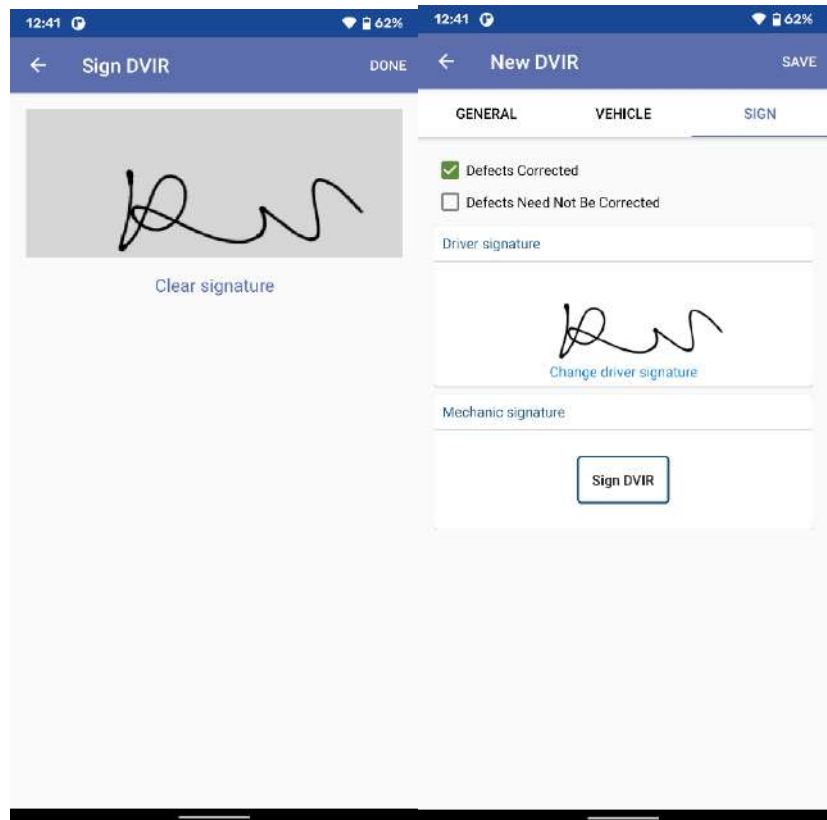 12:41 62%
Sign DVIR DONE
Clear signature
12:41 62%
New DVIR SAVE
GENERAL VEHICLE SIGN
Defects Corrected
Defects Need Not Be Corrected
Driver signature
Change driver signature
Mechanic signature
Sign DVIR